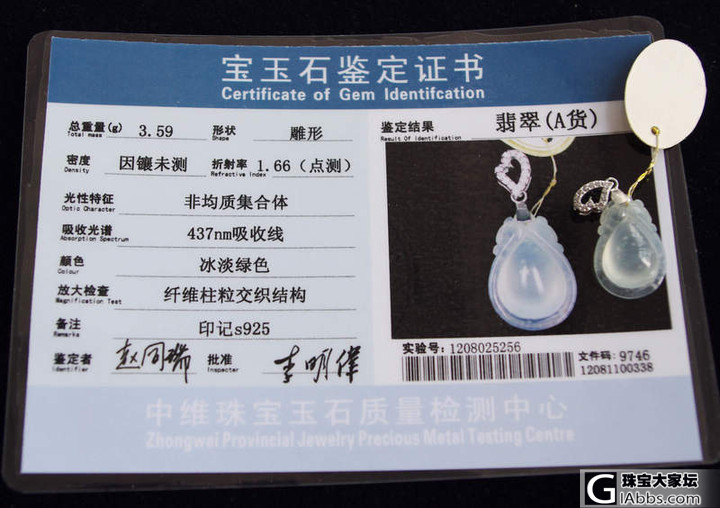 宝玉石鉴定证书
Certificate of Gem Identifcation
总重量(g) 3.59 形状 雕形
Total mass Shape
密度 因镶未测 折射率 1.66（点测）
Density Refractive Index
光性特征 非均质集合体
Optic Character
吸收光谱 437nm吸收线
Absorption Spectrum
颜色 冰淡绿色
Colour
放大检查 纤维柱粒交织结构
Magnification Test
备注 印记s925
Remarks
鉴定者 赵同瑞 批准 李明偉
Identifier Inspecter
鉴定结果 翡翠(A货)
Result Of Identification
实验号: 1208025256
文件码: 9746
12081100338
中维珠宝玉石质量检测中心
Zhongwei Provincial Jewelry Precious Metal Testing Centre
珠宝大家坛
GIAbbs.com